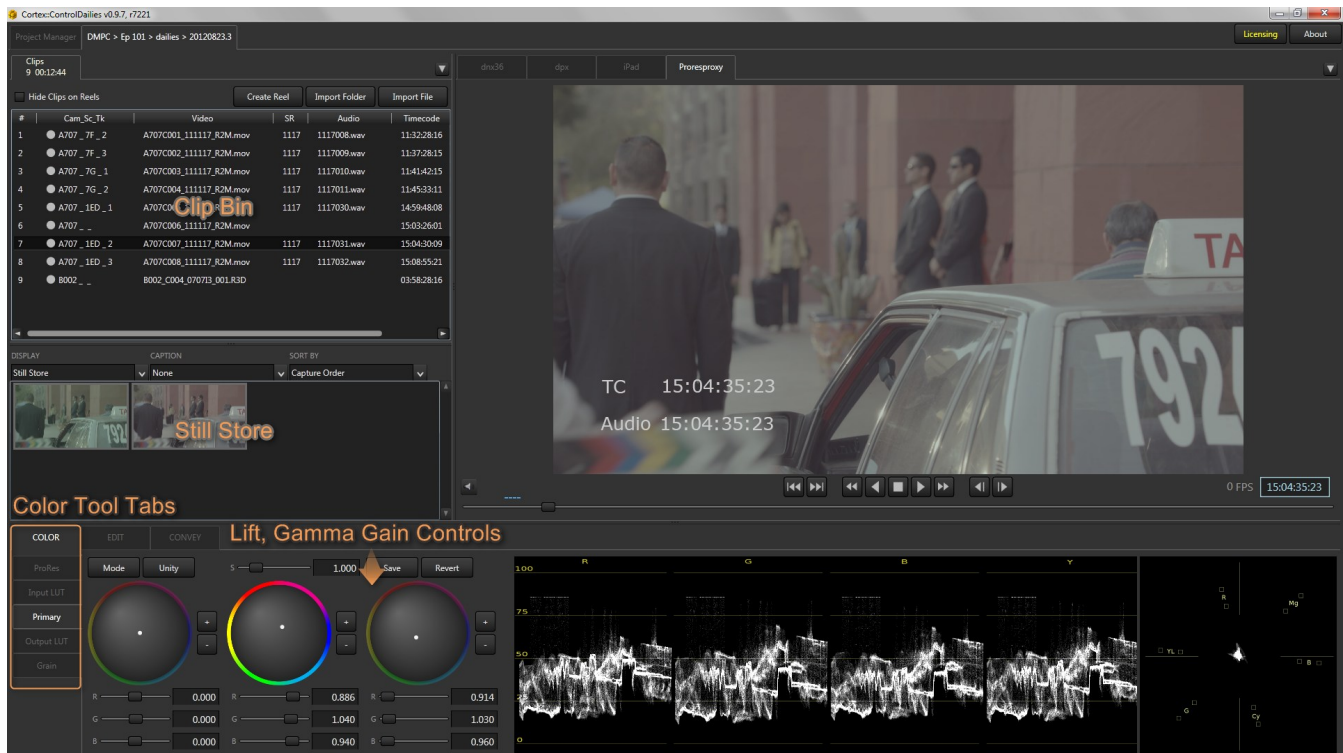 Cortex::ControlDailies v0.9.7, r7221
Project Manager DMPC > Ep 101 > dailies > 20120823.3 Licensing About
Clips
9 00:12:44
dnx36 dpx iPad Proresproxy
Hide Clips on Reels Create Reel Import Folder Import File
# Cam_Sc_Tk Video SR Audio Timecode
1 A707 _ 7F _ 2 A707C001_111117_R2M.mov 1117 1117008.wav 11:32:28:16
2 A707 _ 7F _ 3 A707C002_111117_R2M.mov 1117 1117009.wav 11:37:28:15
3 A707 _ 7G _ 1 A707C003_111117_R2M.mov 1117 1117010.wav 11:41:42:15
4 A707 _ 7G _ 2 A707C004_111117_R2M.mov 1117 1117011.wav 11:45:33:11
5 A707 _ 1ED _ 1 1117 1117030.wav 14:59:48:08
Clip Bin
6 A707 _ _ A707C006_111117_R2M.mov 15:03:26:01
7 A707 _ 1ED _ 2 A707C007_111117_R2M.mov 1117 1117031.wav 15:04:30:09
8 A707 _ 1ED _ 3 A707C008_111117_R2M.mov 1117 1117032.wav 15:08:55:21
9 B002 _ _ B002_C004_070713_001.R3D 03:58:28:16
TA
792
TC 15:04:35:23
Audio 15:04:35:23
DISPLAY CAPTION SORT BY
Still Store None Capture Order
Still Store
0 FPS 15:04:35:23
Color Tool Tabs
Lift, Gamma Gain Controls
COLOR EDIT CONVEY
ProRes
Input LUT
Primary
Output LUT
Grain
Mode Unity S 1.000 Save Revert
+ - + - + -
R 0.000 R 0.886 R 0.914
G 0.000 G 1.040 G 1.030
B 0.000 B 0.940 B 0.960
R G B Y
100
75
50
25
0
R Mg
YL B
G Cy